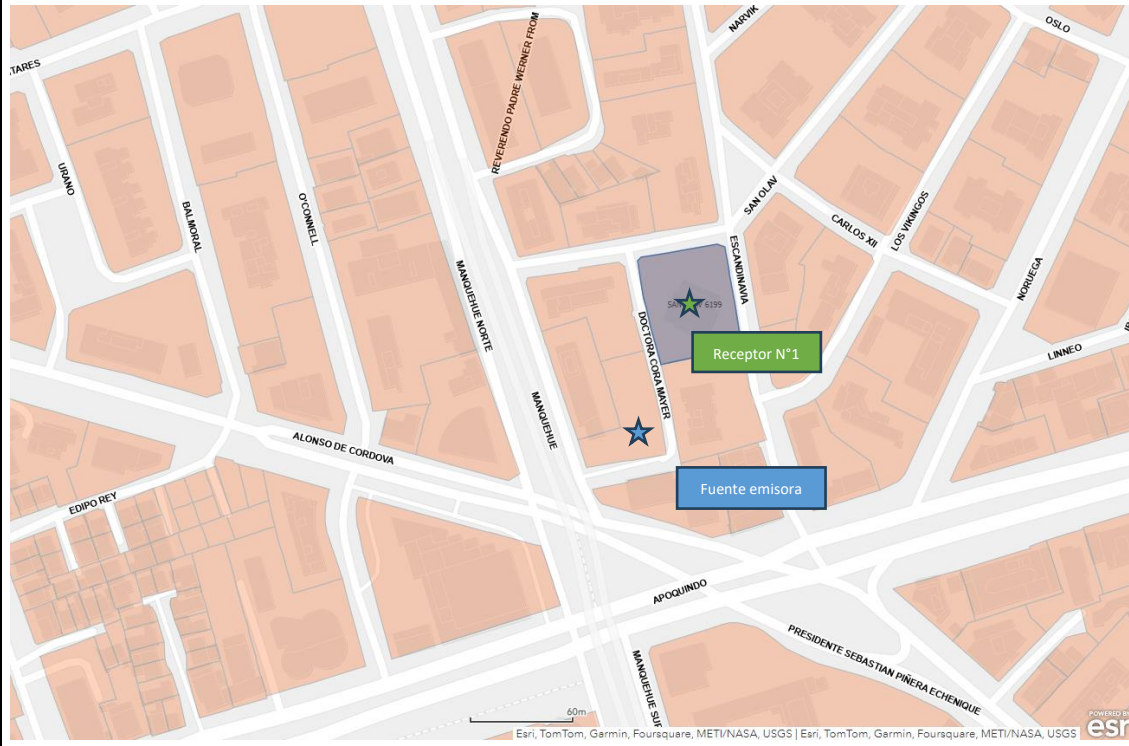 NARVIK
OSLO
TARES
REVERENDO PADRE WERNER FROM
URANO
BALMORAL
O'CONNELL
SAN OLAV
CARLOS XII
LOS VIKINGOS
ESCANDINAVIA
MANQUEHUE NORTE
NORUEGA
6199
DOCTORA CORA MAYER
Receptor N°1
LINNEO
MANQUEHUE
ALONSO DE CORDOVA
Fuente emisora
EDIPO REY
APOQUINDO
PRESIDENTE SEBASTIAN PIÑERA ECHENIQUE
MANQUEHUE SUR
60m
Esri, TomTom, Garmin, Foursquare, METI/NASA, USGS | Esri, TomTom, Garmin, Foursquare, METI/NASA, USGS
POWERED BY
esri